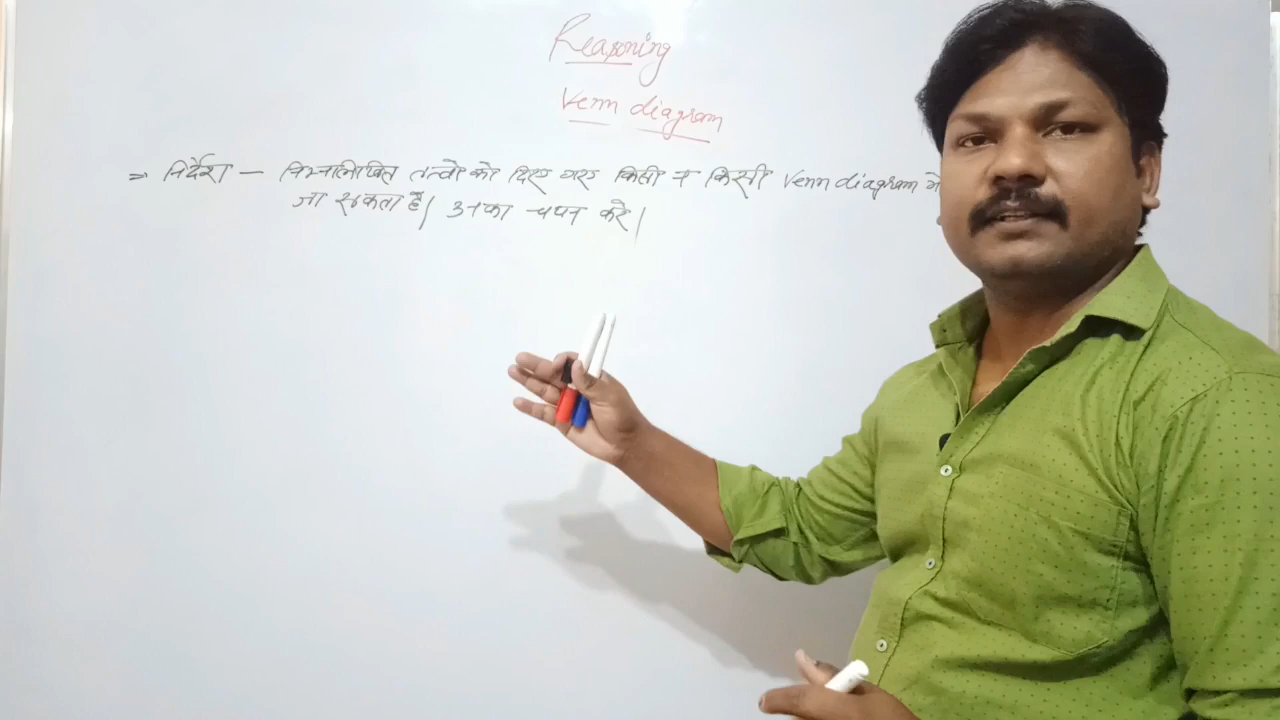 Reasoning
Venn diagram
⇒ निर्देश — निम्नलिखित तत्वो को दिए गए किसी न किसी Venn diagram मे
जा सकता है। उनका चयन करे।